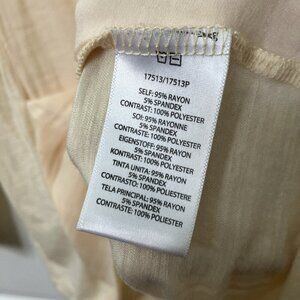 17513/17513P
SELF: 95% RAYON
5% SPANDEX
CONTRAST: 100% POLYESTER
SOI: 95% RAYONNE
5% SPANDEX
CONTRASTE: 100% POLYESTER
EIGENSTOFF: 95% RAYON
5% SPANDEX
KONTRAST: 100% POLYESTER
TINTA UNITA: 95% RAYON
5% SPANDEX
CONTRASTO: 100% POLIESTERE
TELA PRINCIPAL: 95% RAYON
5% SPANDEX
CONTRASTE: 100% POLYESTER